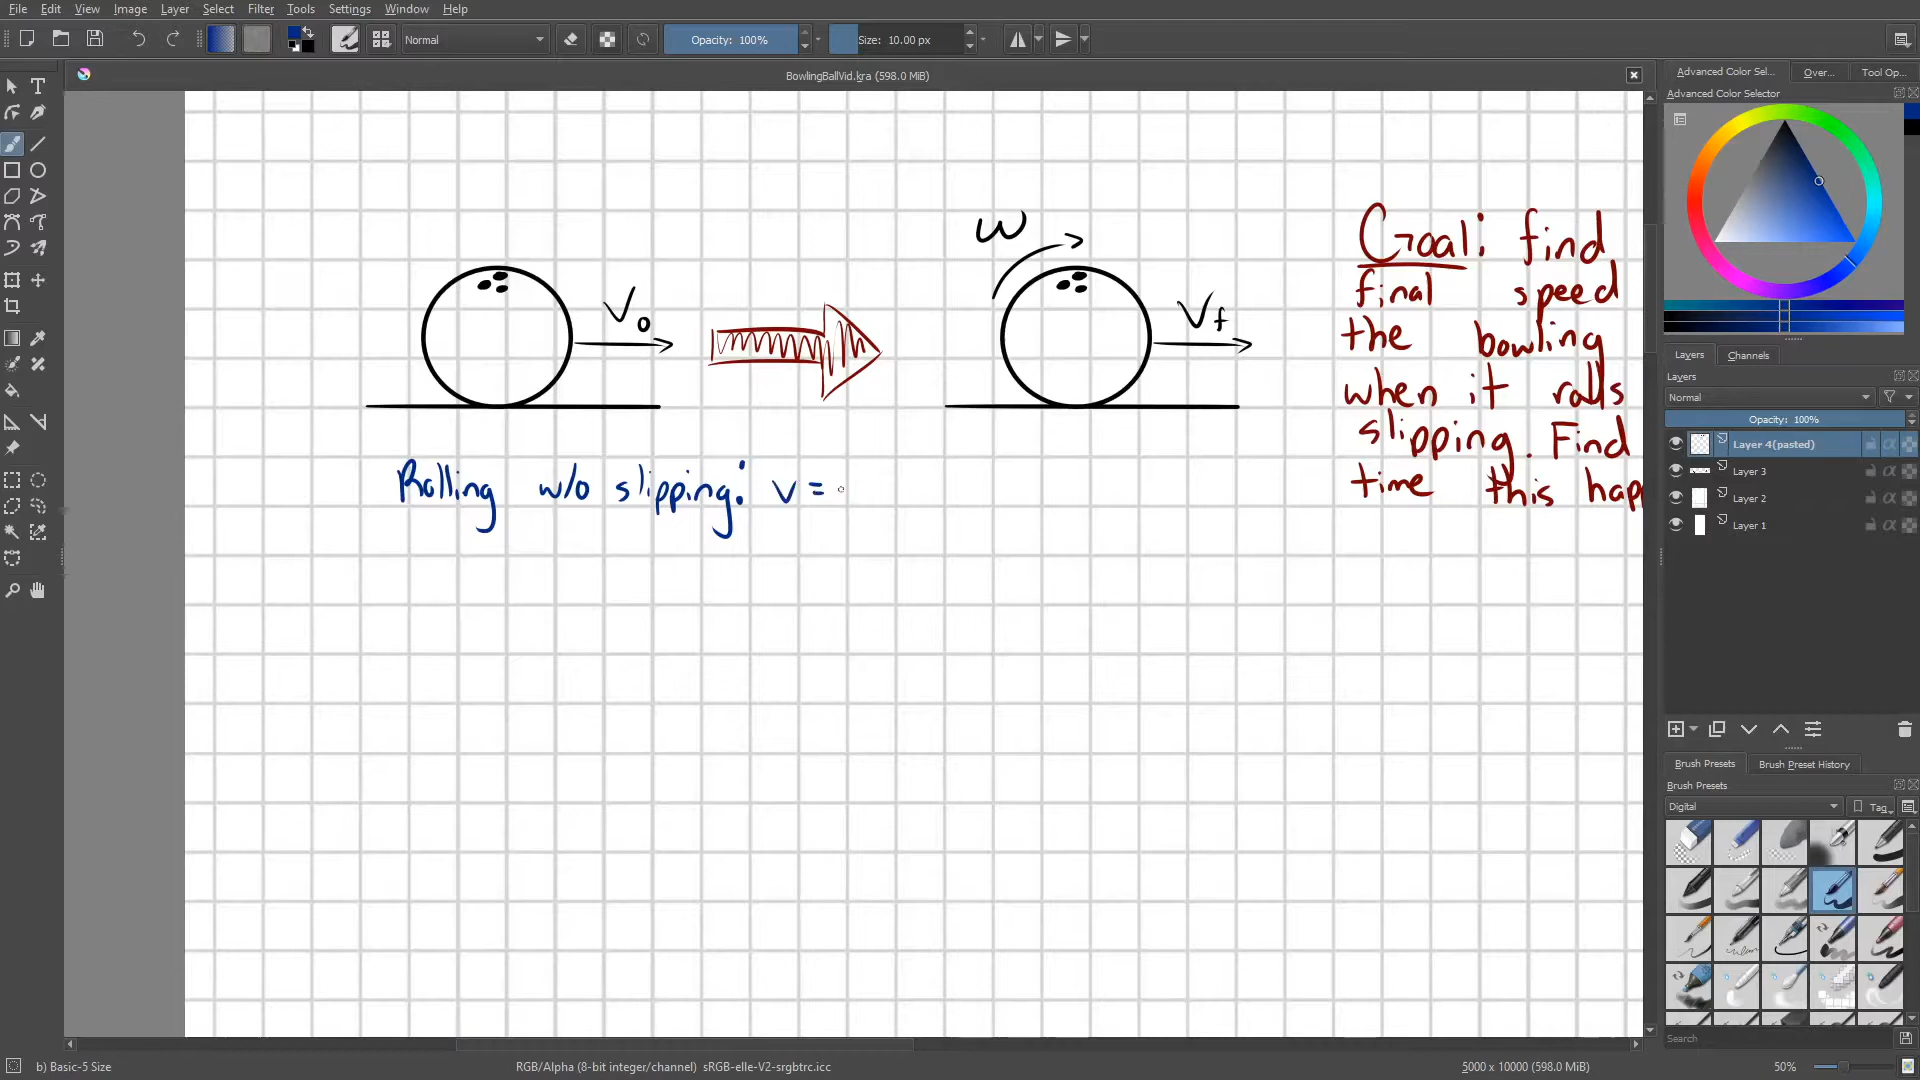 File Edit View Image Layer Select Filter Tools Settings Window Help
Normal Opacity: 100% Size: 10.00 px
BowlingBallVid.kra (598.0 MiB)
Advanced Color Sel... Over... Tool Op...
Advanced Color Selector
ω
Vo
Vf
Goal: find
final speed
the bowling
when it rolls
slipping. Find
time this happ
Rolling w/o slipping: v =
Layers Channels
Layers
Normal
Opacity: 100%
Layer 4(pasted)
Layer 3
Layer 2
Layer 1
Brush Presets Brush Preset History
Brush Presets
Digital Tag
Search
b) Basic-5 Size
RGB/Alpha (8-bit integer/channel) sRGB-elle-V2-srgbtrc.icc
5000 x 10000 (598.0 MiB)
50%